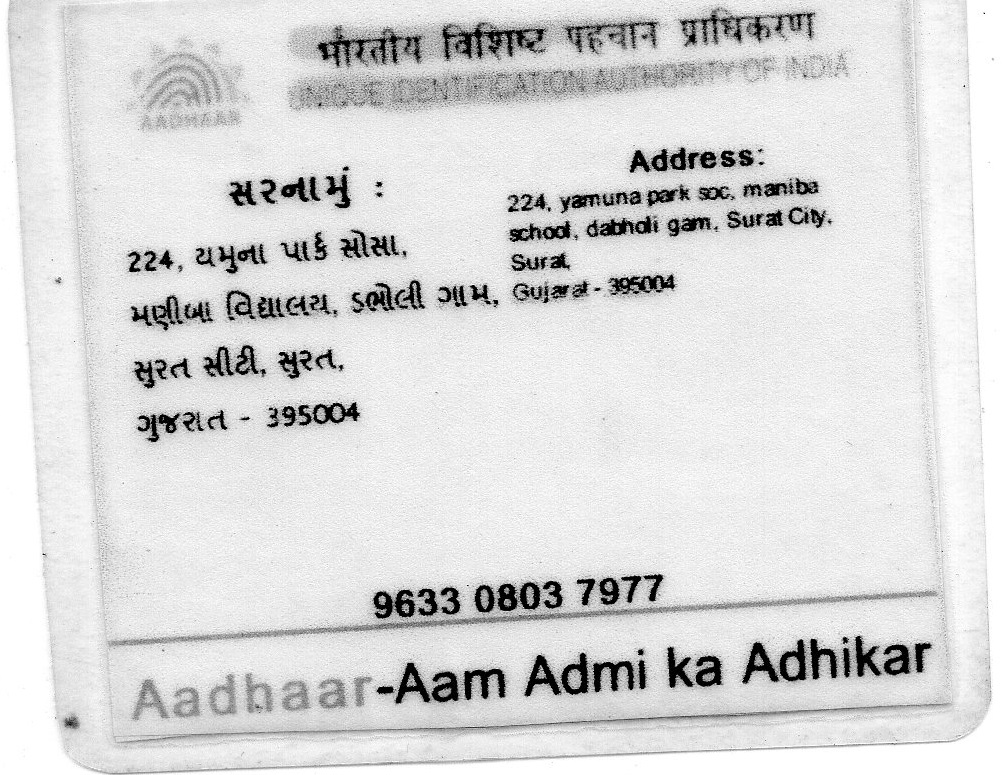 भारतीय विशिष्ट पहचान प्राधिकरण
UNIQUE IDENTIFICATION AUTHORITY OF INDIA
AADHAAR
સરનામું :
224, યમુના પાર્ક સોસા,
મણીબા વિદ્યાલય, ડભોલી ગામ,
સુરત સીટી, સુરત,
ગુજરાત - 395004
Address:
224, yamuna park soc, maniba
school, dabholi gam, Surat City,
Surat,
Gujarat - 395004
9633 0803 7977
Aadhaar-Aam Admi ka Adhikar